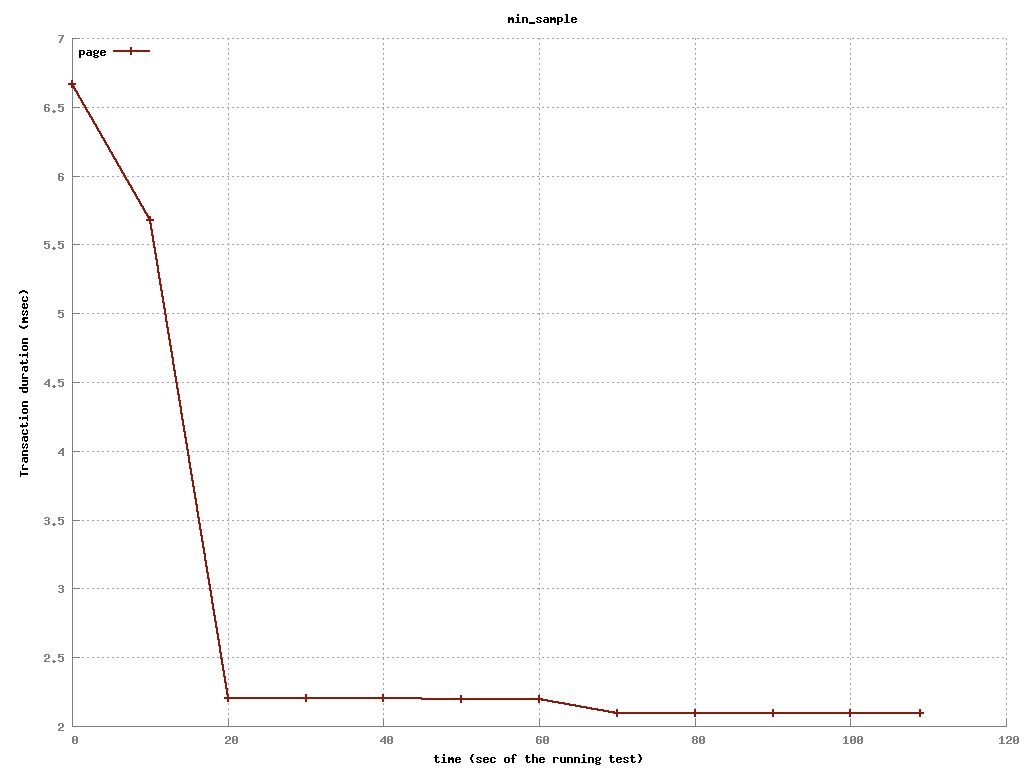 min_sample
page
7
6.5
6
5.5
5
4.5
4
3.5
3
2.5
2
Transaction duration (msec)
0 20 40 60 80 100 120
time (sec of the running test)